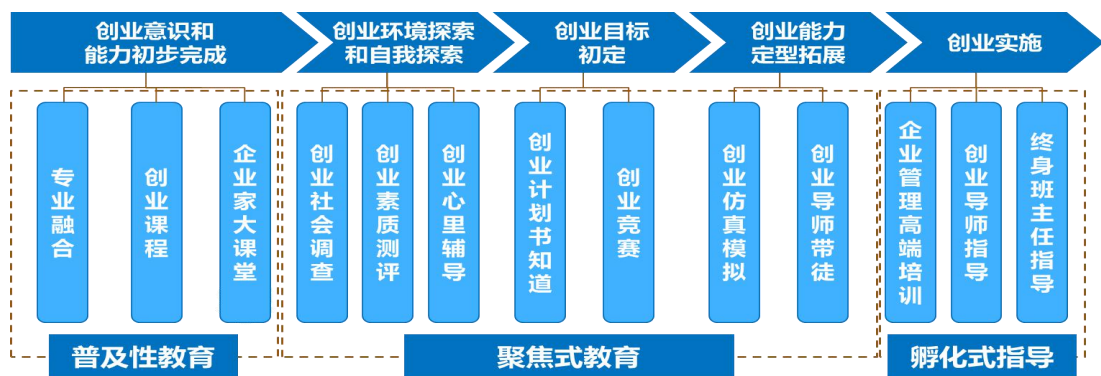 创业意识和
能力初步完成
创业环境探索
和自我探索
创业目标
初定
创业能力
定型拓展
创业实施
专业融合
创业课程
企业家大课堂
创业社会调查
创业素质测评
创业心里辅导
创业计划书知道
创业竞赛
创业仿真模拟
创业导师带徒
企业管理高端培训
创业导师指导
终身班主任指导
普及性教育
聚焦式教育
孵化式指导